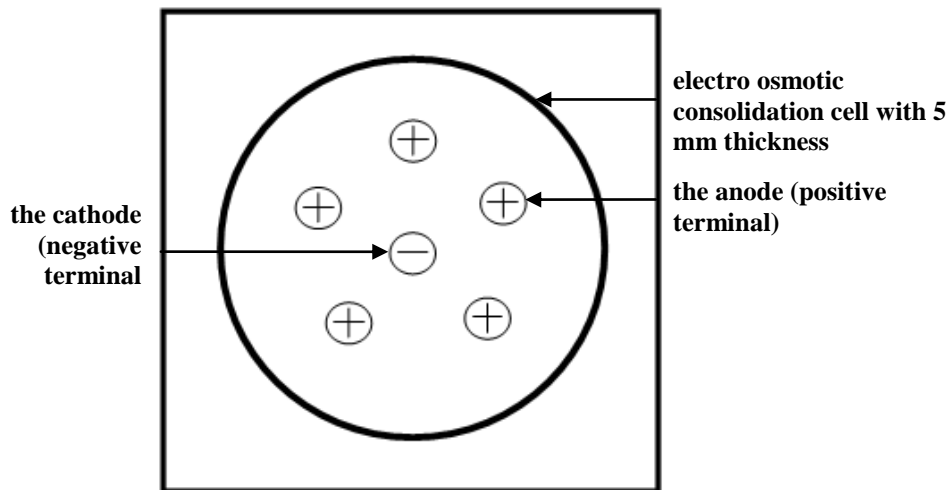 electro osmotic
consolidation cell with 5
mm thickness
the anode (positive
terminal)
the cathode
(negative
terminal